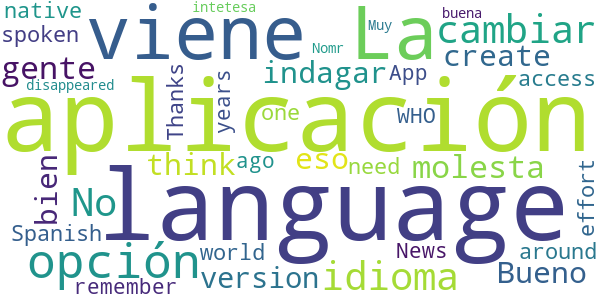 native intetesa Muy buena
spoken viene Nomr La cambiar
gente Thanks years indagar App create
disappeared one WHO access
aplicación
bien No think ago eso need molesta
language
Spanish News effort
opción world version idioma around
remember Bueno